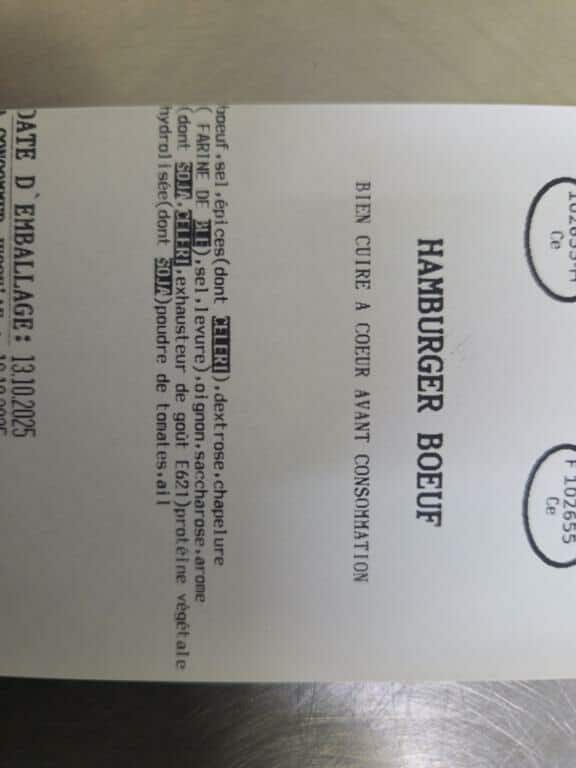 Ce
F 102655
Ce
HAMBURGER BOEUF
BIEN CUIRE A COEUR AVANT CONSOMMATION
boeuf,sel,épices(dont CELERI),dextrose,chapelure
( FARINE DE BLE),sel,levure),oignon,saccharose,arome
(dont SOJA,CELERI,exhausteur de goût E621)protéine végétale
hydrolisée(dont SOJA)poudre de tomates,ail
DATE D`EMBALLAGE: 13.10.2025